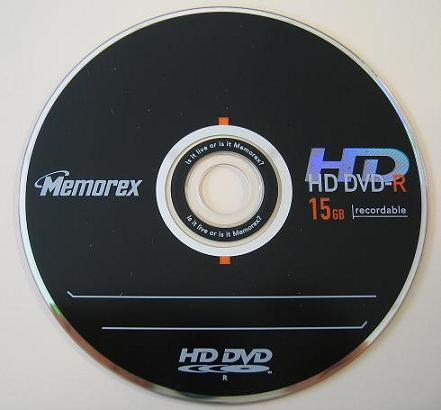 Is it live or is it Memorex?
Memorex
HD
HD DVD-R
15GB recordable
Is it live or is it Memorex?
HD DVD
R